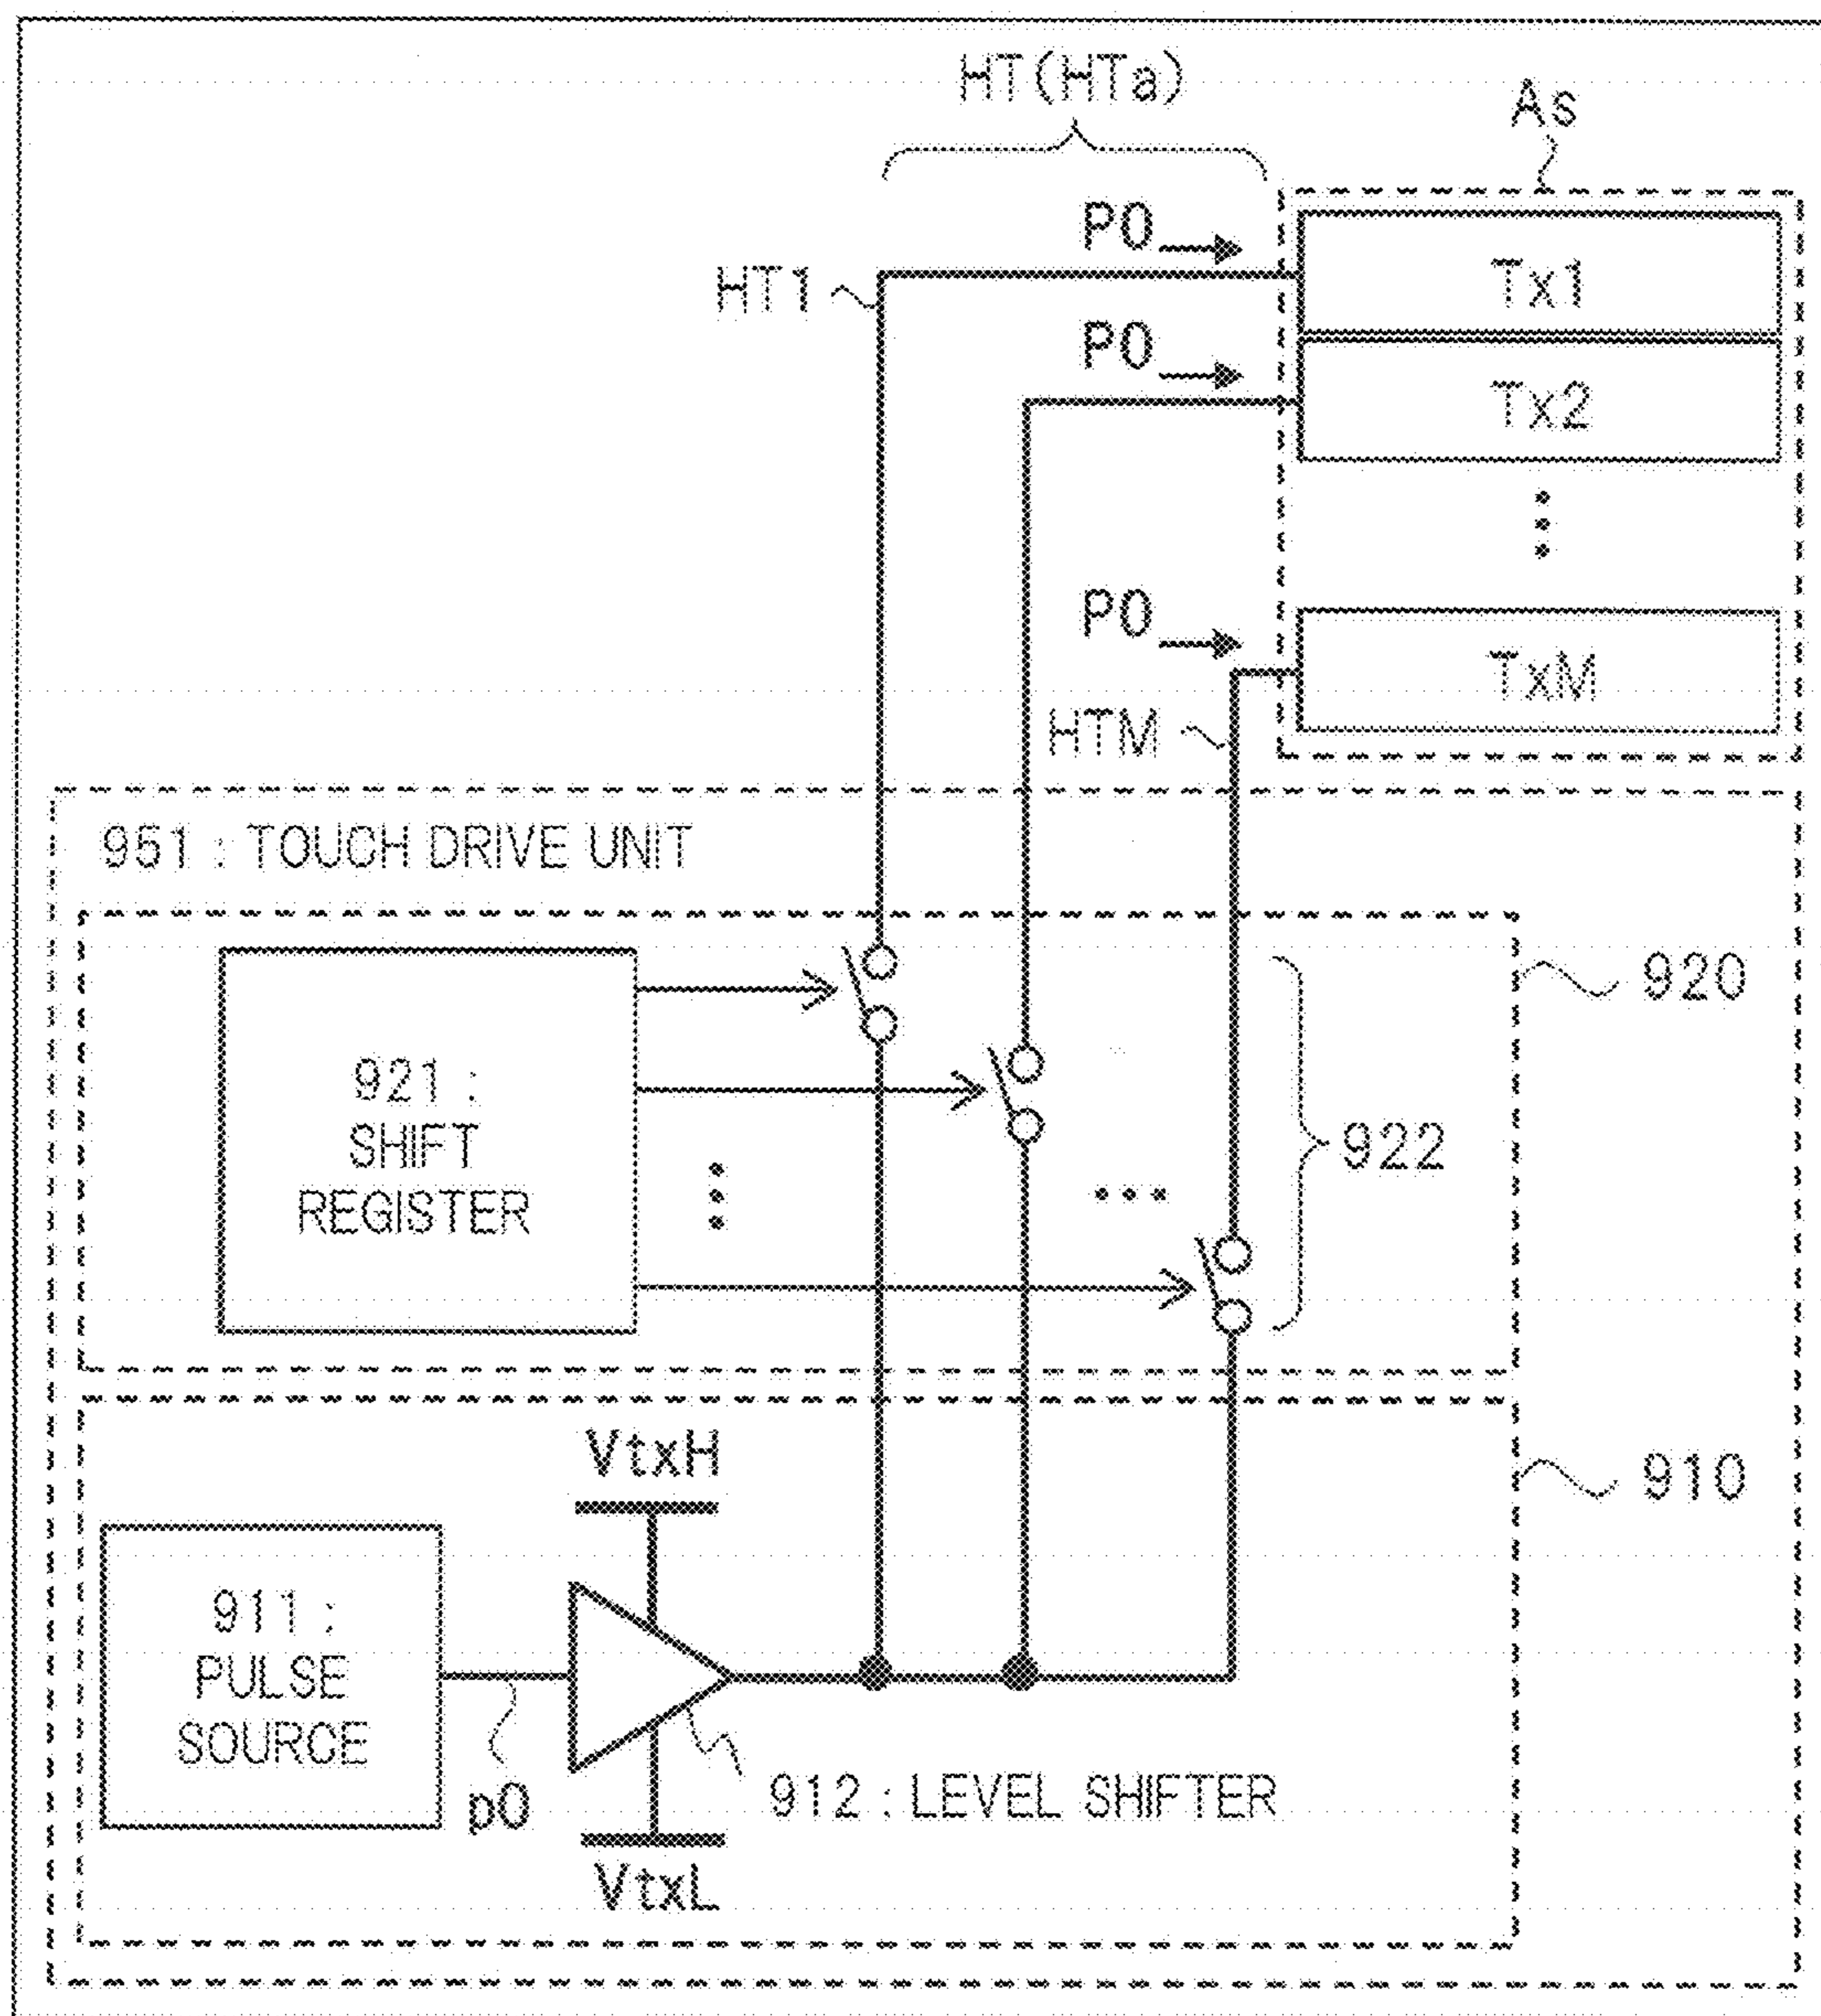 HT(HTa)
As
P0
HT1
Tx1
P0
Tx2
P0
TxM
HTM
951 : TOUCH DRIVE UNIT
920
921 :
SHIFT
REGISTER
922
VtxH
910
911 :
PULSE
SOURCE
p0
912 : LEVEL SHIFTER
VtxL